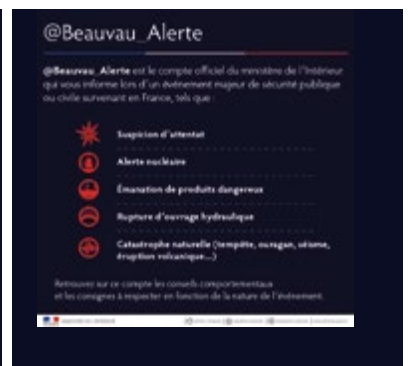 @Beauvau_Alerte
@Beauvau_Alerte est le compte officiel du ministère de l'Intérieur
qui vous informe lors d'un événement majeur de sécurité publique
ou civile survenant en France, tels que :
Suspicion d'attentat
Alerte nucléaire
Émanation de produits dangereux
Rupture d'ouvrage hydraulique
Catastrophe naturelle (tempête, ouragan, séisme,
éruption volcanique...)
Retrouvez sur ce compte les conseils comportementaux
et les consignes à respecter en fonction de la nature de l'événement.